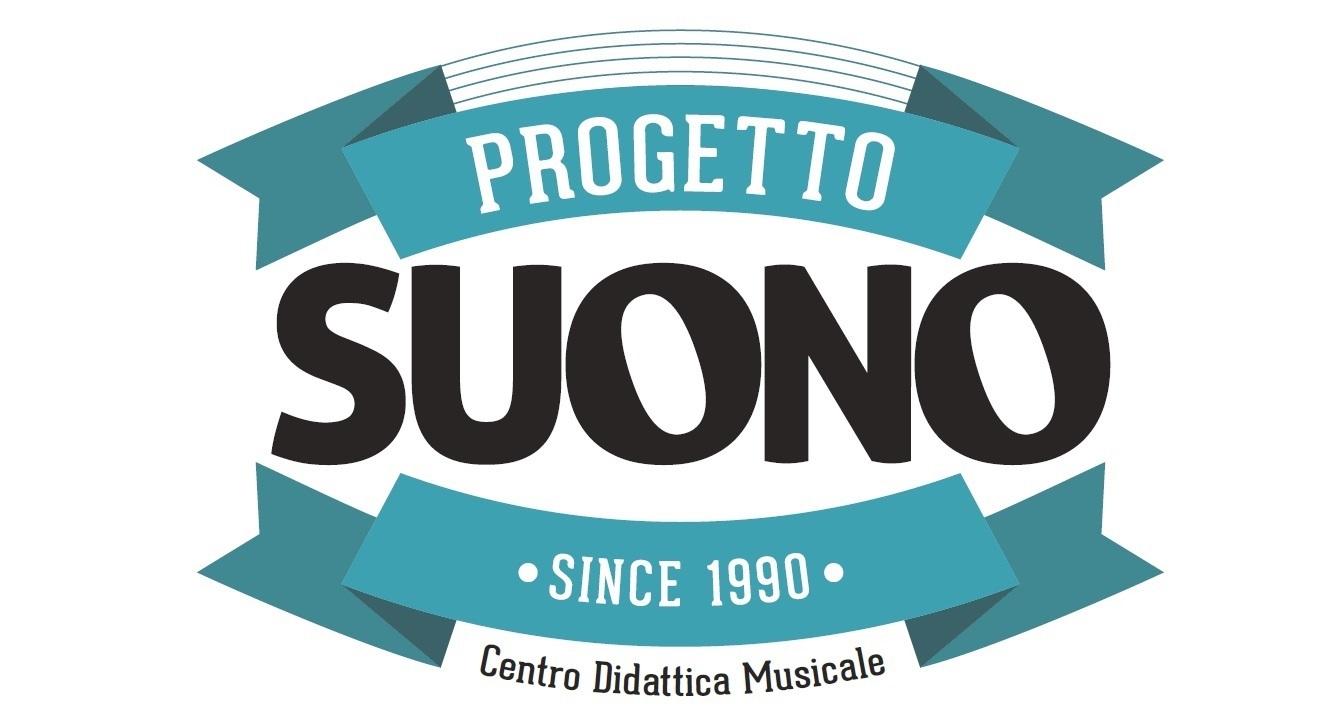 PROGETTO
SUONO
•SINCE 1990•
Centro Didattica Musicale